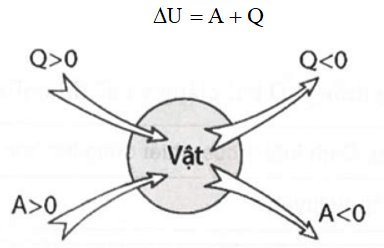 ΔU = A + Q
Q>0
Q<0
Vật
A>0
A<0